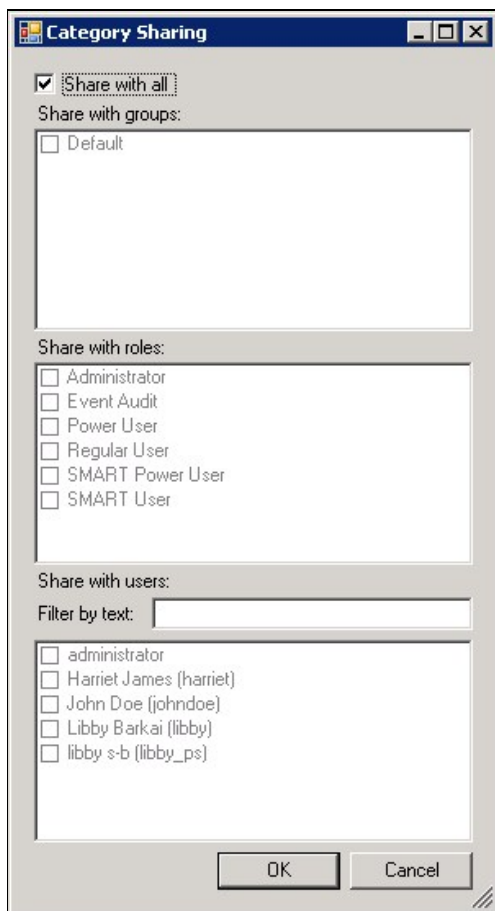 Category Sharing
Share with all
Share with groups:
Default
Share with roles:
Administrator
Event Audit
Power User
Regular User
SMART Power User
SMART User
Share with users:
Filter by text:
administrator
Harriet James (harriet)
John Doe (johndoe)
Libby Barkai (libby)
libby s-b (libby_ps)
OK Cancel